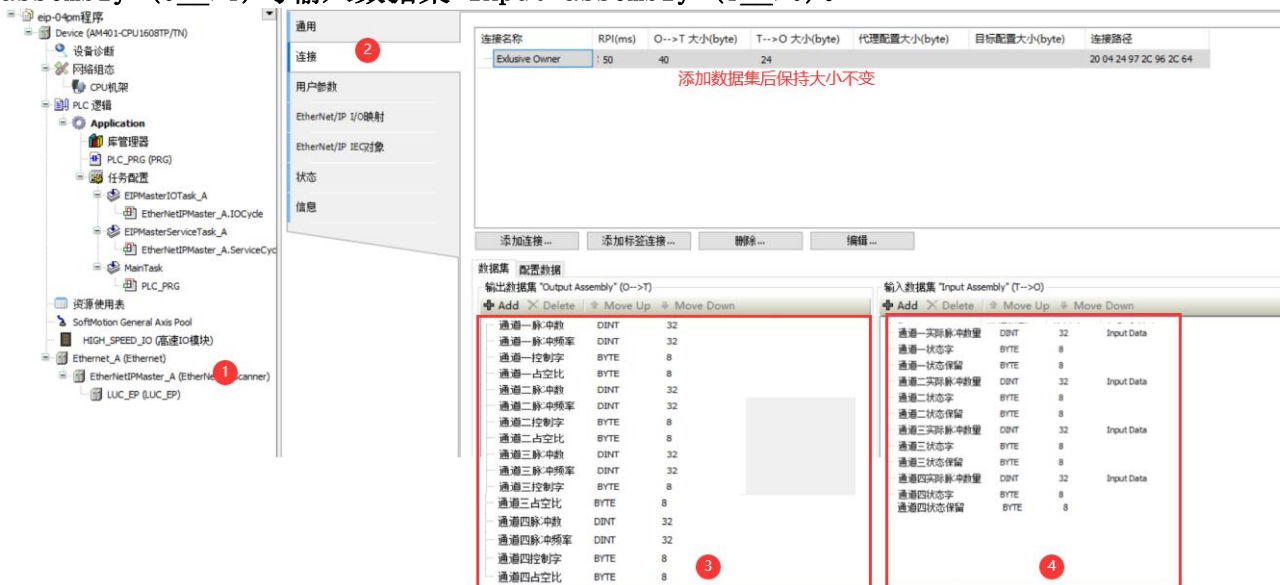 eip-04pm程序
Device (AM401-CPU1608TP/TN)
设备诊断
网络组态
CPU机架
PLC 逻辑
Application
库管理器
PLC_PRG (PRG)
任务配置
EIPMasterIOTask_A
EtherNetIPMaster_A.IOCycle
EIPMasterServiceTask_A
EtherNetIPMaster_A.ServiceCyc
MainTask
PLC_PRG
资源使用表
SoftMotion General Axis Pool
HIGH_SPEED_IO (高速IO模块)
Ethernet_A (Ethernet)
1
EtherNetIPMaster_A (EtherNe canner)
LUC_EP (LUC_EP)
通用
连接
2
用户参数
EtherNet/IP I/O映射
EtherNet/IP IEC对象
状态
信息
连接名称 RPI(ms) O-->T 大小(byte) T-->O 大小(byte) 代理配置大小(byte) 目标配置大小(byte) 连接路径
Exlusive Owner 50 40 24 20 04 24 97 2C 96 2C 64
添加数据集后保持大小不变
添加连接... 添加标签连接... 删除... 编辑...
数据集 配置数据
输出数据集 "Output Assembly" (O-->T)
Add Delete Move Up Move Down
通道一脉冲数 DINT 32
通道一脉冲频率 DINT 32
通道一控制字 BYTE 8
通道一占空比 BYTE 8
通道二脉冲数 DINT 32
通道二脉冲频率 DINT 32
通道二控制字 BYTE 8
通道二占空比 BYTE 8
通道三脉冲数 DINT 32
通道三脉冲频率 DINT 32
通道三控制字 BYTE 8
通道三占空比 BYTE 8
通道四脉冲数 DINT 32
通道四脉冲频率 DINT 32
通道四控制字 BYTE 8
通道四占空比 BYTE 8
3
输入数据集 "Input Assembly" (T-->O)
Add Delete Move Up Move Down
通道一实际脉冲数量 DINT 32 Input Data
通道一状态字 BYTE 8
通道一状态保留 BYTE 8
通道二实际脉冲数量 DINT 32 Input Data
通道二状态字 BYTE 8
通道二状态保留 BYTE 8
通道三实际脉冲数量 DINT 32 Input Data
通道三状态字 BYTE 8
通道三状态保留 BYTE 8
通道四实际脉冲数量 DINT 32 Input Data
通道四状态字 BYTE 8
通道四状态保留 BYTE 8
4